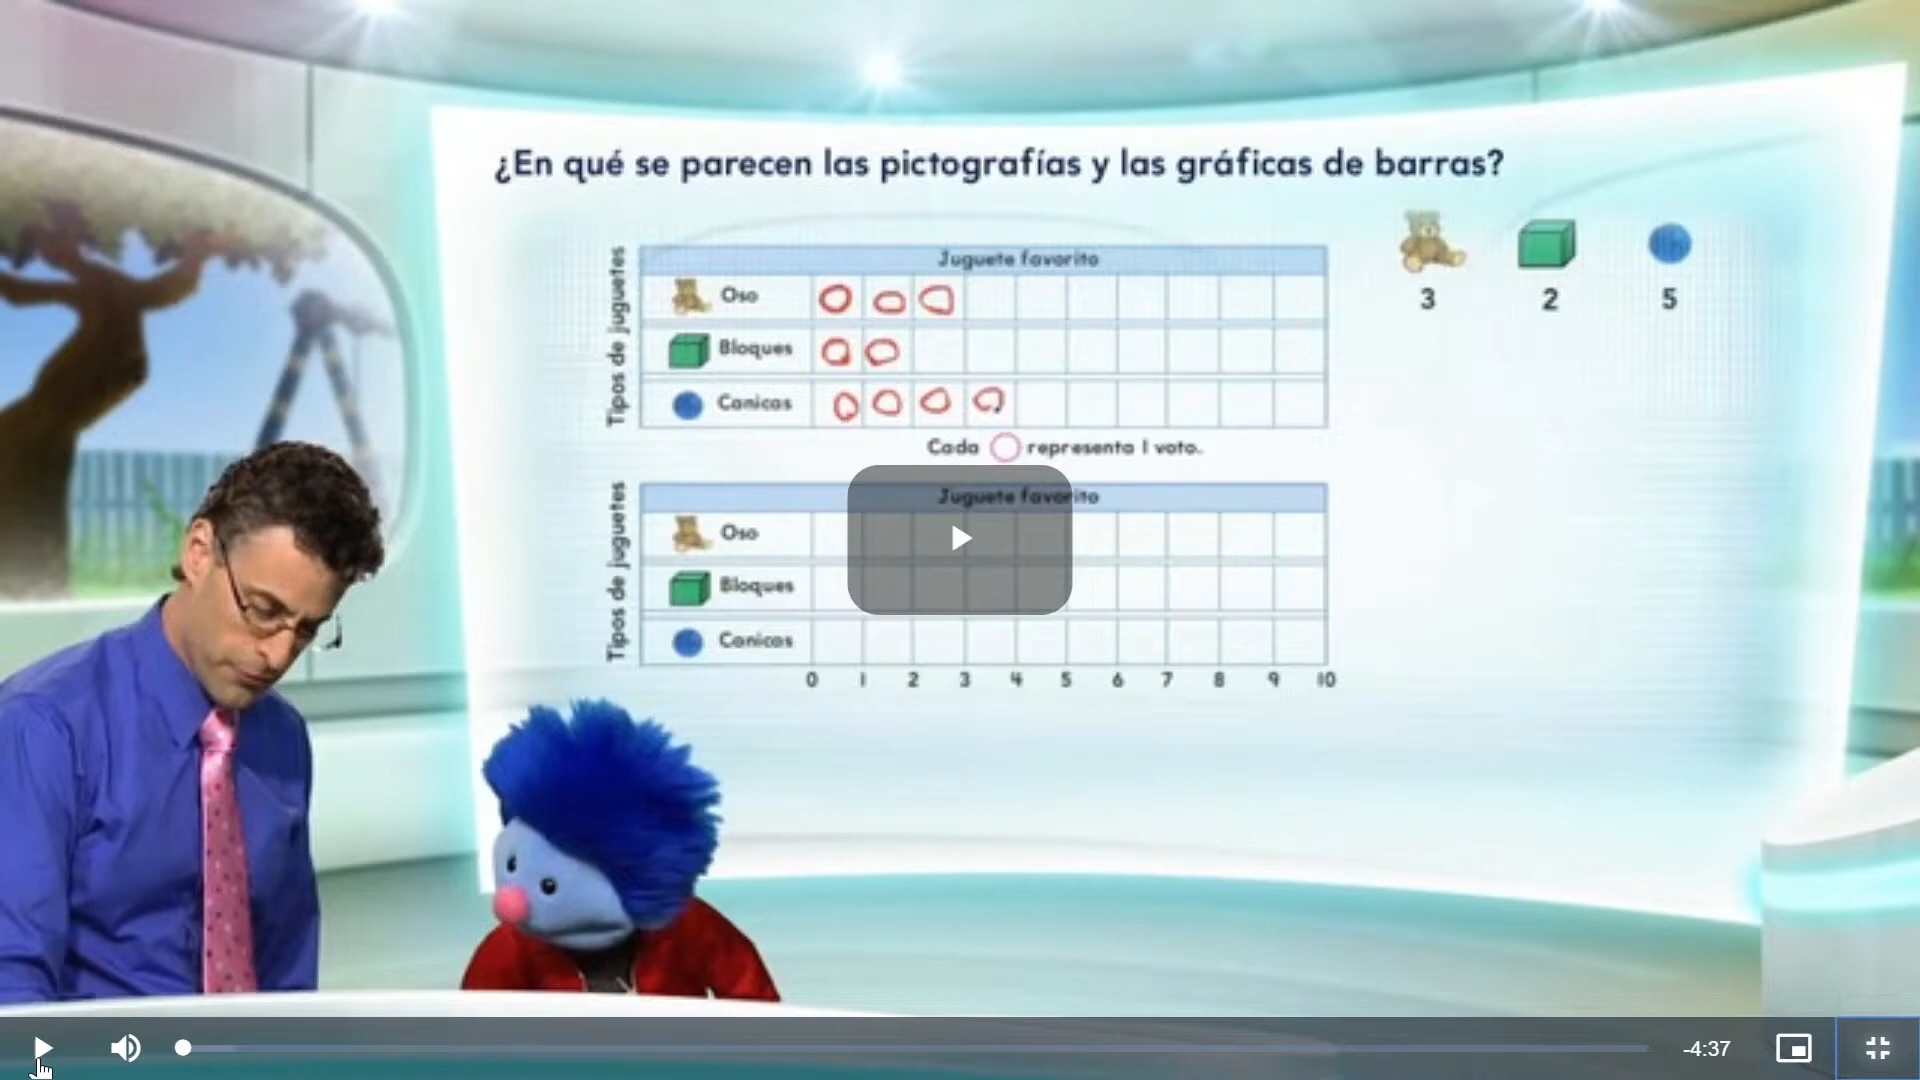 ¿En qué se parecen las pictografías y las gráficas de barras?
Tipos de juguetes
Juguete favorito
Oso
Bloques
Canicas
Cada representa 1 voto.
3 2 5
Tipos de juguetes
Juguete favorito
Oso
Bloques
Canicas
0 1 2 3 4 5 6 7 8 9 10
-4:37